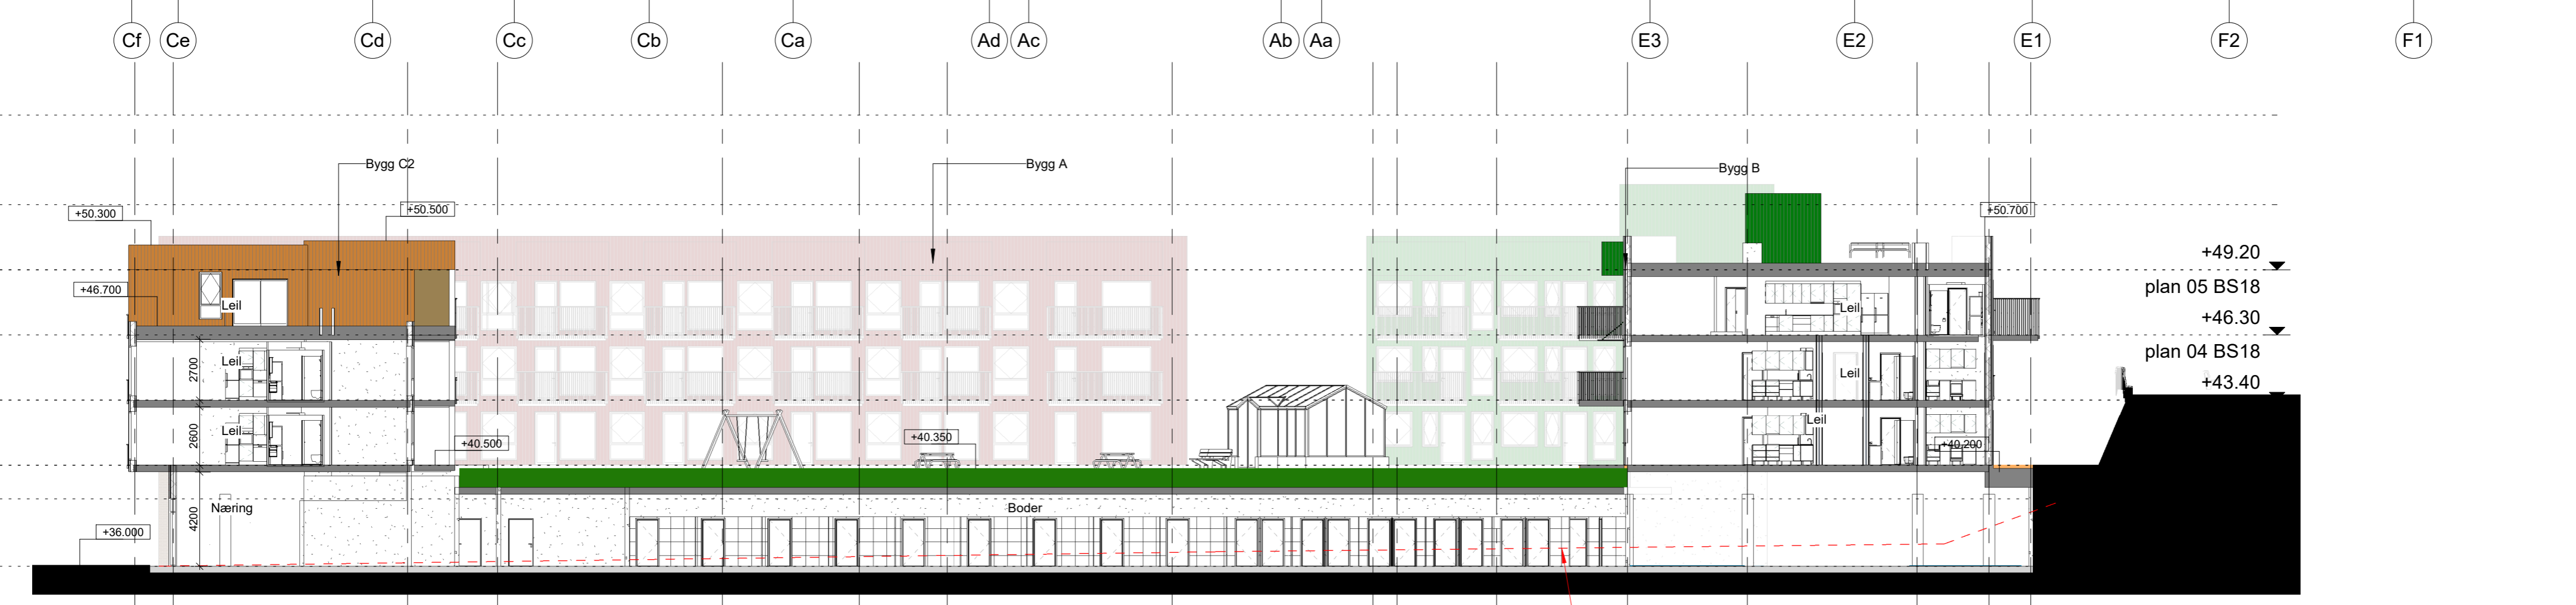 Cf Ce Cd Cc Cb Ca Ad Ac Ab Aa E3 E2 E1 F2 F1
Bygg C2
Bygg A
Bygg B
+50.300
+50.500
+50.700
+49.20
plan 05 BS18
+46.700
Leil
Leil
+46.30
plan 04 BS18
2700
Leil
Leil
+43.40
2600
Leil
Leil
+40.500
+40.350
+40.200
Næring
4200
Boder
+36.000